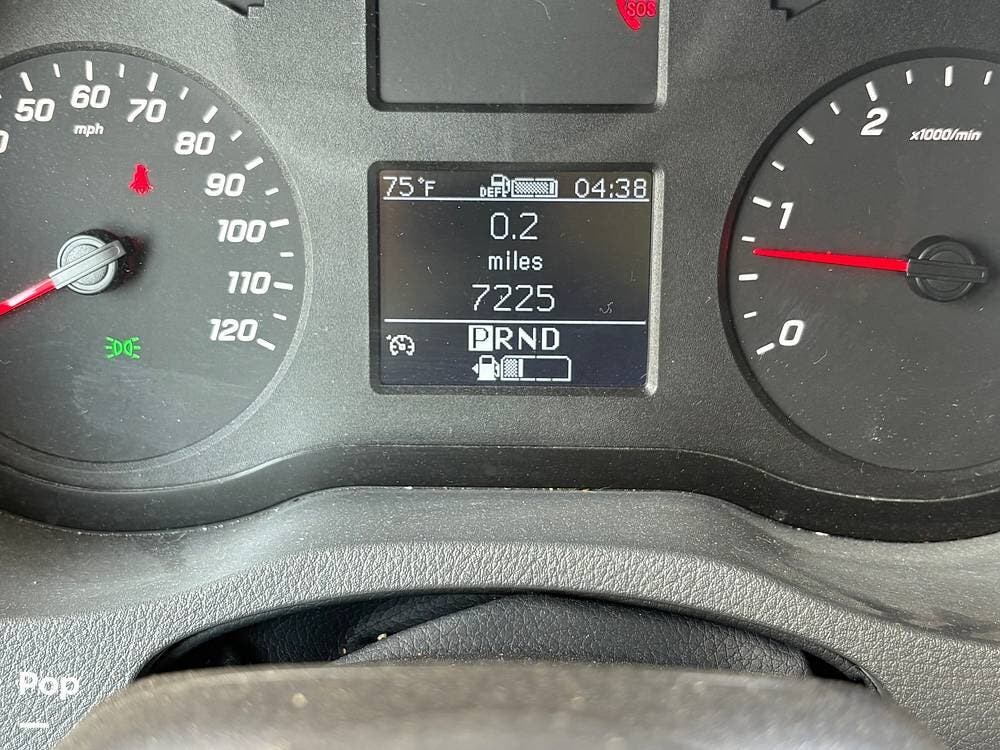 SOS
50 60 70 80 90 100 110 120
mph
2 1 0
x1000/min
75°F DEF 04:38
0.2
miles
7225
PRND
Pop